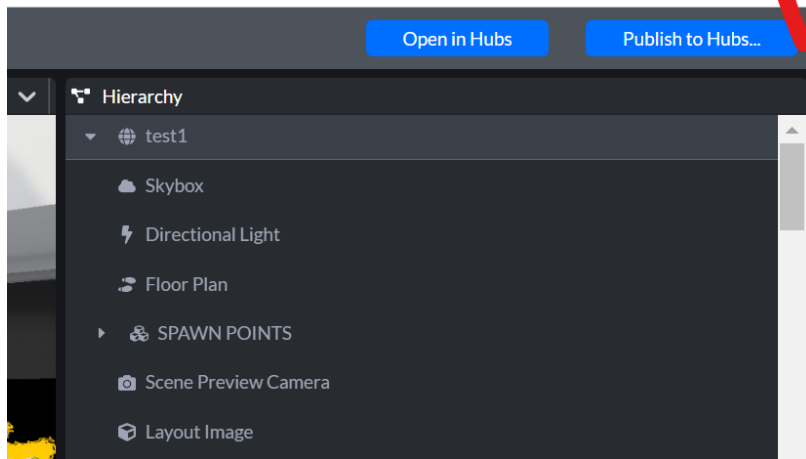 Open in Hubs Publish to Hubs...
Hierarchy
test1
Skybox
Directional Light
Floor Plan
SPAWN POINTS
Scene Preview Camera
Layout Image